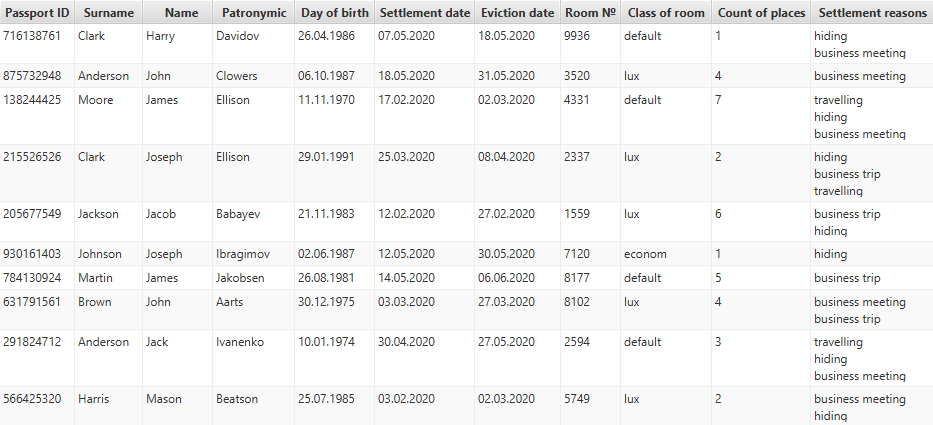 Passport ID Surname Name Patronymic Day of birth Settlement date Eviction date Room № Class of room Count of places Settlement reasons
716138761 Clark Harry Davidov 26.04.1986 07.05.2020 18.05.2020 9936 default 1 hiding
business meeting
875732948 Anderson John Clowers 06.10.1987 18.05.2020 31.05.2020 3520 lux 4 business meeting
138244425 Moore James Ellison 11.11.1970 17.02.2020 02.03.2020 4331 default 7 travelling
hiding
business meeting
215526526 Clark Joseph Ellison 29.01.1991 25.03.2020 08.04.2020 2337 lux 2 hiding
business trip
travelling
205677549 Jackson Jacob Babayev 21.11.1983 12.02.2020 27.02.2020 1559 lux 6 business trip
hiding
930161403 Johnson Joseph Ibragimov 02.06.1987 12.05.2020 30.05.2020 7120 econom 1 hiding
784130924 Martin James Jakobsen 26.08.1981 14.05.2020 06.06.2020 8177 default 5 business trip
631791561 Brown John Aarts 30.12.1975 03.03.2020 27.03.2020 8102 lux 4 business meeting
business trip
291824712 Anderson Jack Ivanenko 10.01.1974 30.04.2020 27.05.2020 2594 default 3 travelling
hiding
business meeting
566425320 Harris Mason Beatson 25.07.1985 03.02.2020 02.03.2020 5749 lux 2 business meeting
hiding